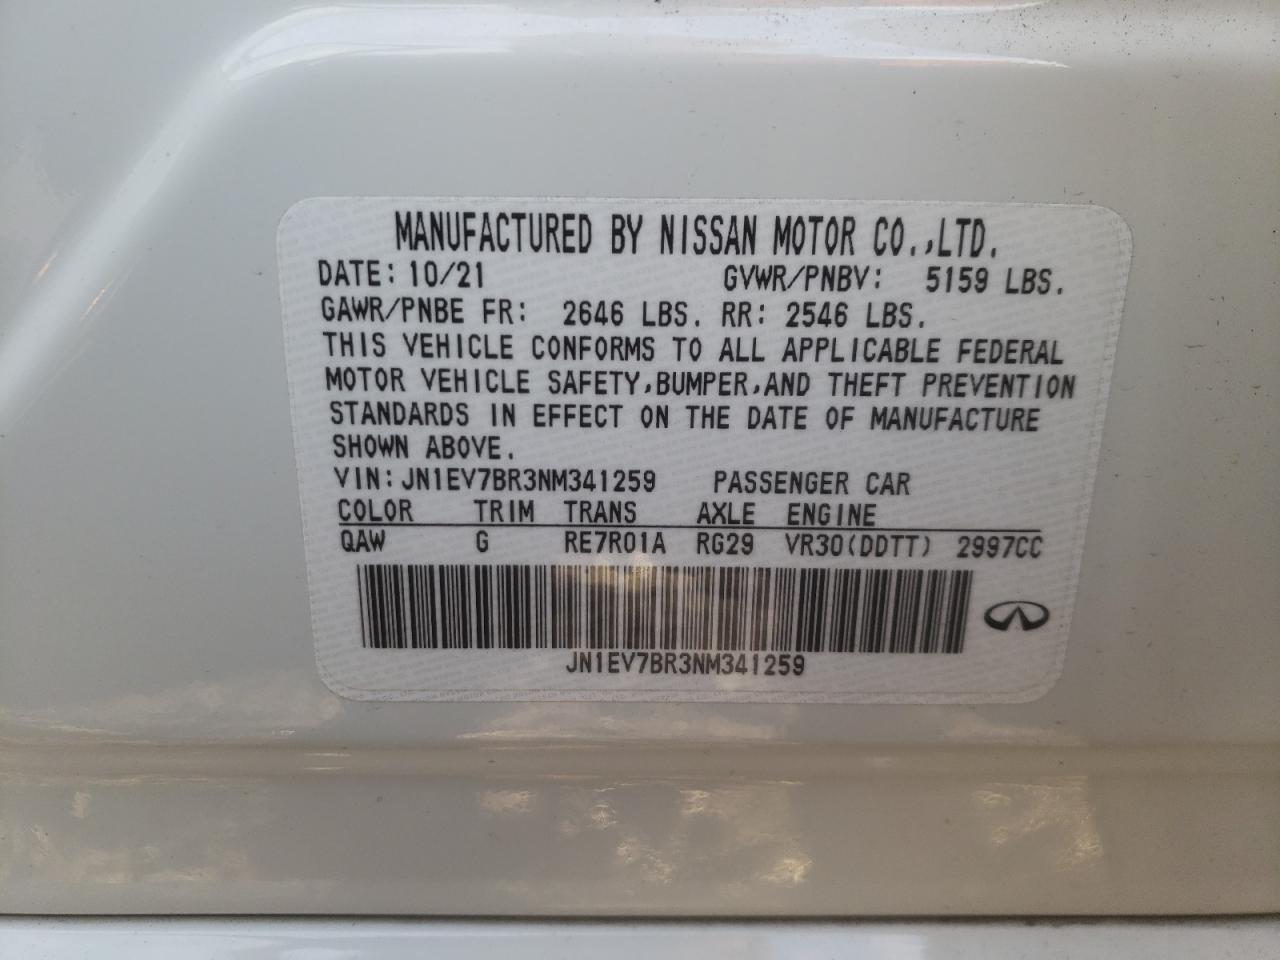 MANUFACTURED BY NISSAN MOTOR CO.,LTD.
DATE: 10/21 GVWR/PNBV: 5159 LBS.
GAWR/PNBE FR: 2646 LBS. RR: 2546 LBS.
THIS VEHICLE CONFORMS TO ALL APPLICABLE FEDERAL
MOTOR VEHICLE SAFETY,BUMPER,AND THEFT PREVENTION
STANDARDS IN EFFECT ON THE DATE OF MANUFACTURE
SHOWN ABOVE.
VIN:JN1EV7BR3NM341259 PASSENGER CAR
COLOR TRIM TRANS AXLE ENGINE
QAW G RE7R01A RG29 VR30(DDTT) 2997CC
JN1EV7BR3NM341259